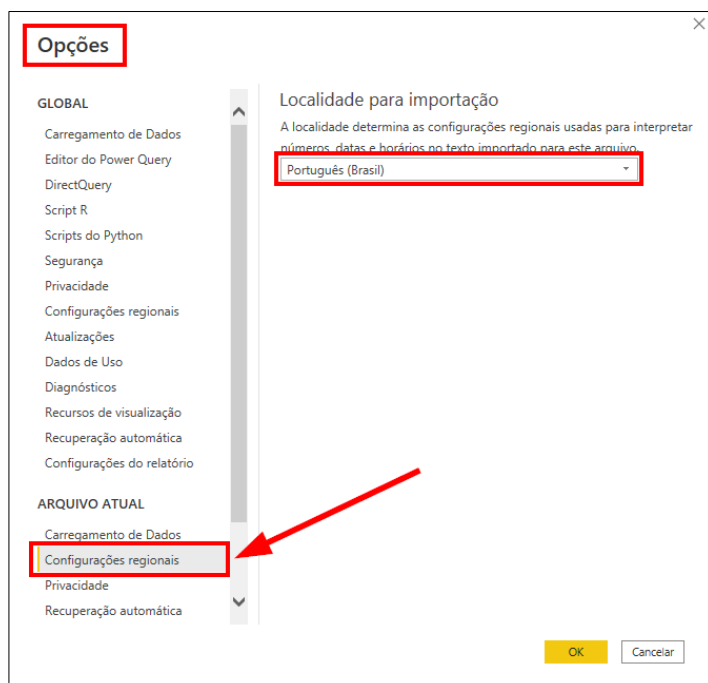 Opções
GLOBAL
Carregamento de Dados
Editor do Power Query
DirectQuery
Script R
Scripts do Python
Segurança
Privacidade
Configurações regionais
Atualizações
Dados de Uso
Diagnósticos
Recursos de visualização
Recuperação automática
Configurações do relatório
ARQUIVO ATUAL
Carregamento de Dados
Configurações regionais
Privacidade
Recuperação automática
Localidade para importação
A localidade determina as configurações regionais usadas para interpretar
números, datas e horários no texto importado para este arquivo.
Português (Brasil)
OK
Cancelar